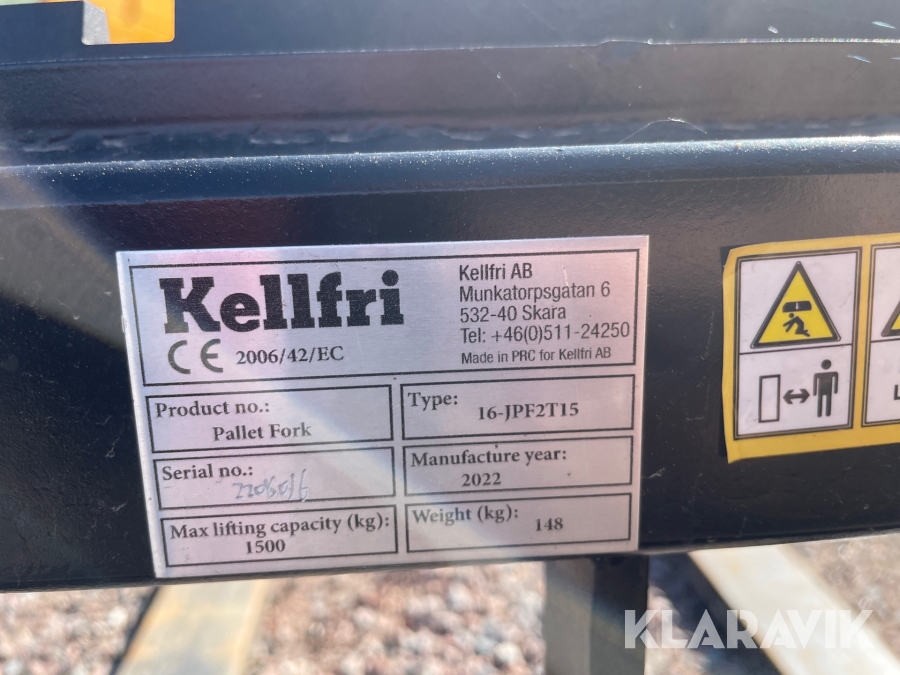 Kellfri
Kellfri AB
Munkatorpsgatan 6
532-40 Skara
Tel: +46(0)511-24250
CE 2006/42/EC
Made in PRC for Kellfri AB
Product no.:
Pallet Fork
Type:
16-JPF2T15
Serial no.:
Manufacture year:
2022
Max lifting capacity (kg):
1500
Weight (kg):
148
KLARAVIK